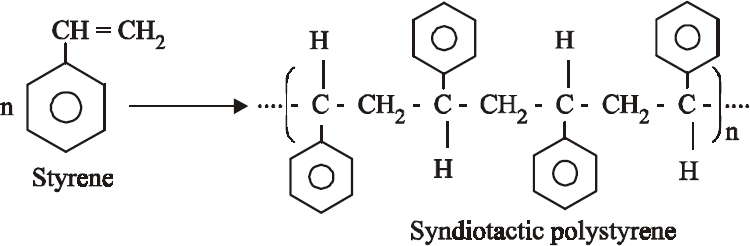 CH = CH₂
n
Styrene
H H
···· ( C - CH₂ - C - CH₂ - C - CH₂ - C ) ····
n
H H
Syndiotactic polystyrene